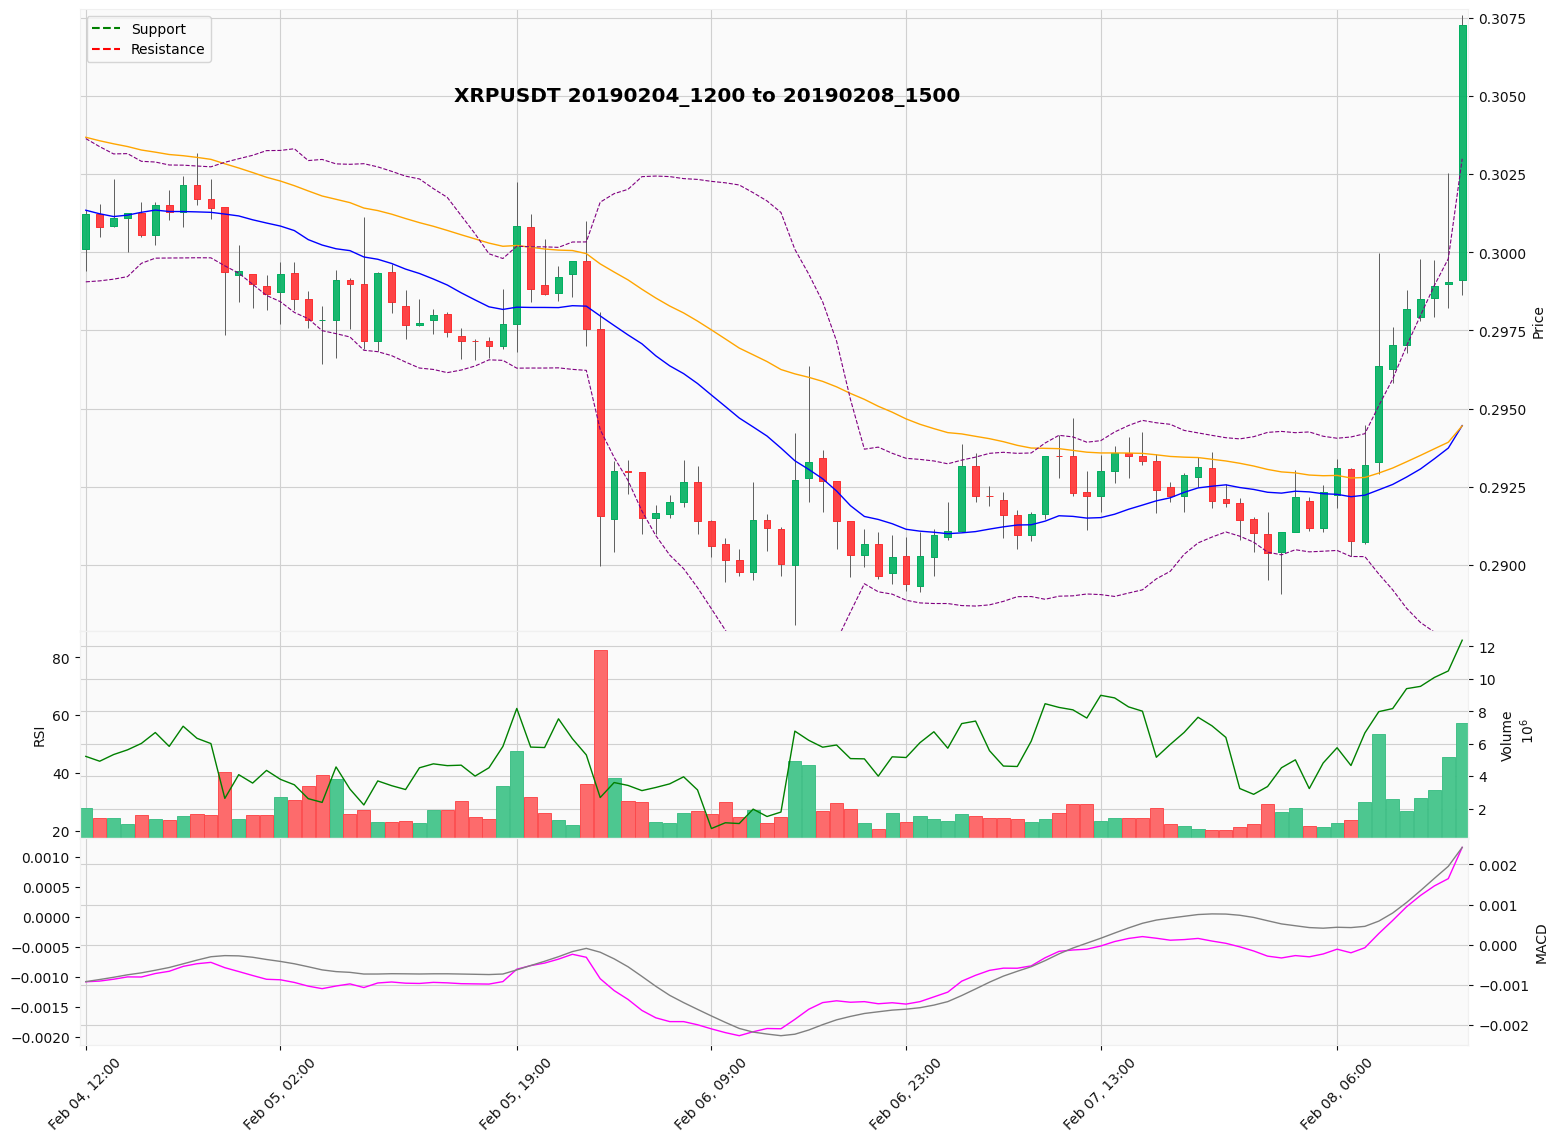 Support
Resistance
XRPUSDT 20190204_1200 to 20190208_1500
0.3075
0.3050
0.3025
0.3000
0.2975
0.2950
0.2925
0.2900
Price
80
60
40
20
RSI
12
10
8
6
4
2
Volume
10^6
0.0010
0.0005
0.0000
−0.0005
−0.0010
−0.0015
−0.0020
0.002
0.001
0.000
−0.001
−0.002
MACD
Feb 04, 12:00
Feb 05, 02:00
Feb 05, 19:00
Feb 06, 09:00
Feb 06, 23:00
Feb 07, 13:00
Feb 08, 06:00